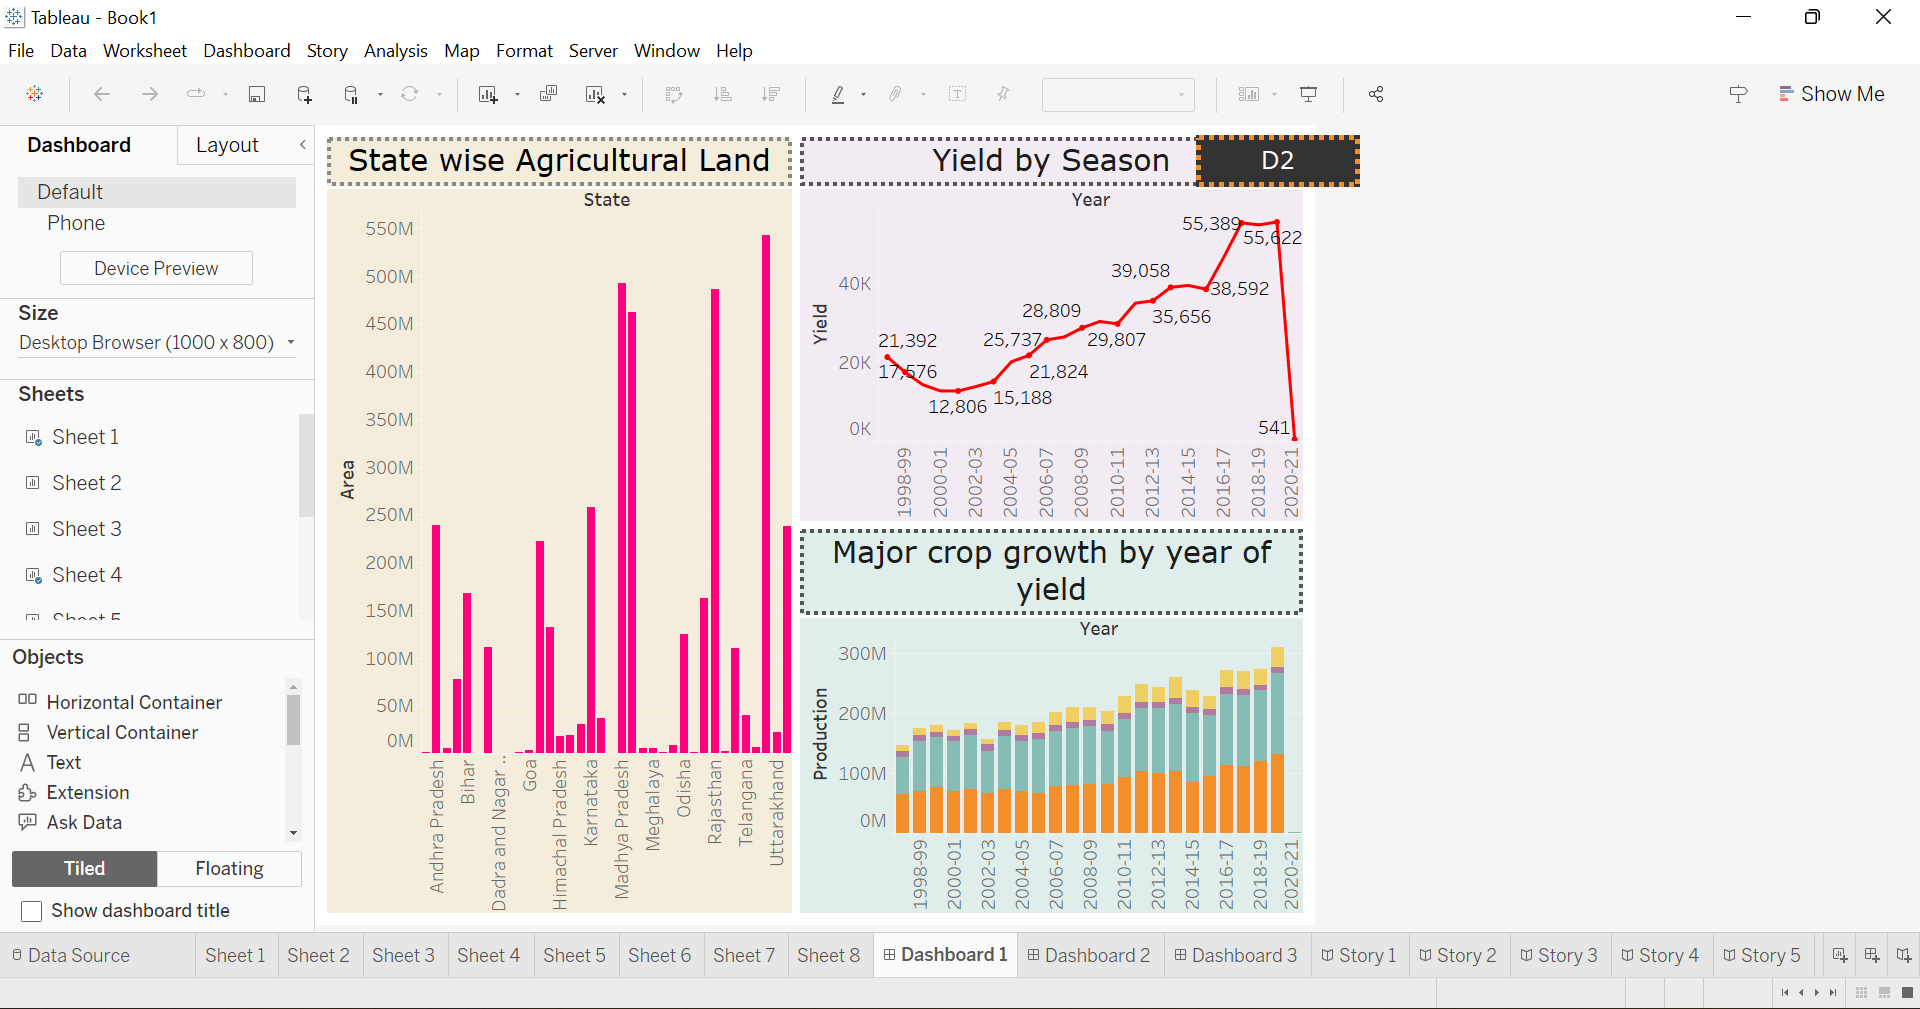 Tableau - Book1
File Data Worksheet Dashboard Story Analysis Map Format Server Window Help
Show Me
Dashboard Layout
Default
Phone
Device Preview
Size
Desktop Browser (1000 x 800)
Sheets
Sheet 1
Sheet 2
Sheet 3
Sheet 4
Sheet 5
Objects
Horizontal Container
Vertical Container
Text
Extension
Ask Data
Tiled Floating
Show dashboard title
State wise Agricultural Land
State
Area
550M
500M
450M
400M
350M
300M
250M
200M
150M
100M
50M
0M
Andhra Pradesh
Bihar
Dadra and Nagar ..
Goa
Himachal Pradesh
Karnataka
Madhya Pradesh
Meghalaya
Odisha
Rajasthan
Telangana
Uttarakhand
Yield by Season
D2
Year
Yield
40K
20K
0K
21,392
17,576
12,806
15,188
25,737
21,824
28,809
29,807
39,058
35,656
38,592
55,389
55,622
541
1998-99
2000-01
2002-03
2004-05
2006-07
2008-09
2010-11
2012-13
2014-15
2016-17
2018-19
2020-21
Major crop growth by year of
yield
Year
Production
300M
200M
100M
0M
1998-99
2000-01
2002-03
2004-05
2006-07
2008-09
2010-11
2012-13
2014-15
2016-17
2018-19
2020-21
Data Source Sheet 1 Sheet 2 Sheet 3 Sheet 4 Sheet 5 Sheet 6 Sheet 7 Sheet 8 Dashboard 1 Dashboard 2 Dashboard 3 Story 1 Story 2 Story 3 Story 4 Story 5